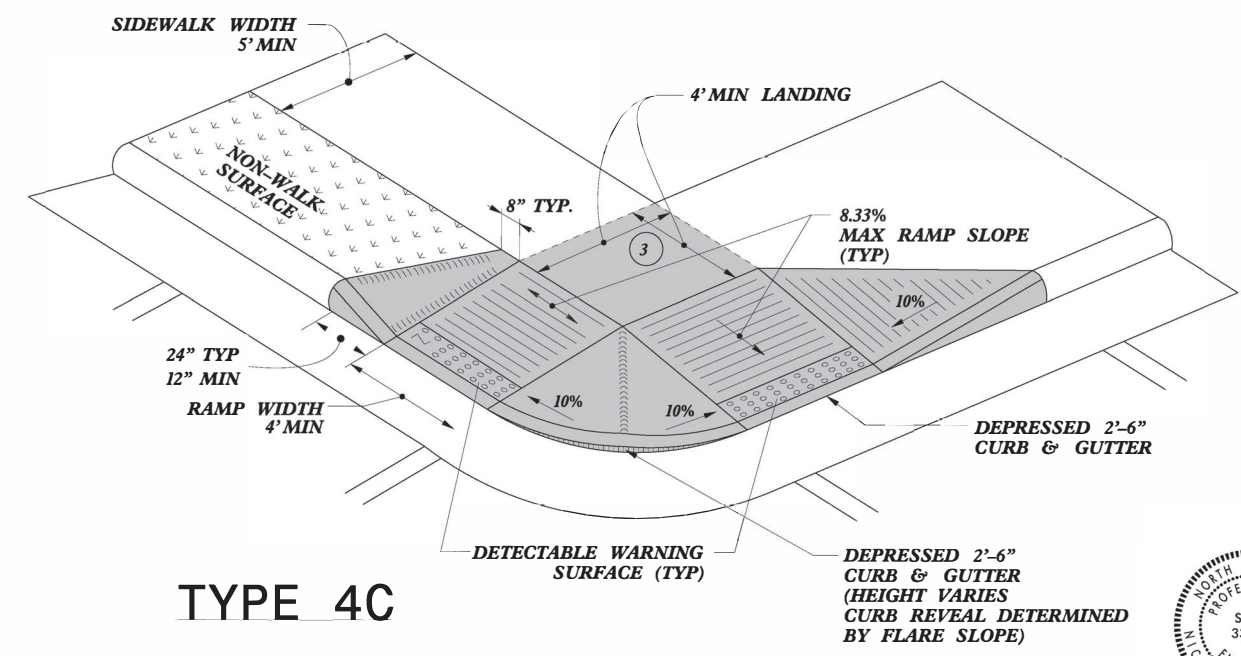 SIDEWALK WIDTH
5' MIN
4' MIN LANDING
NON-WALK
SURFACE
8" TYP.
3
8.33%
MAX RAMP SLOPE
(TYP)
10%
24" TYP
12" MIN
RAMP WIDTH
4' MIN
10%
10%
DEPRESSED 2'-6"
CURB & GUTTER
DETECTABLE WARNING
SURFACE (TYP)
DEPRESSED 2'-6"
CURB & GUTTER
(HEIGHT VARIES
CURB REVEAL DETERMINED
BY FLARE SLOPE)
TYPE 4C
NORTH